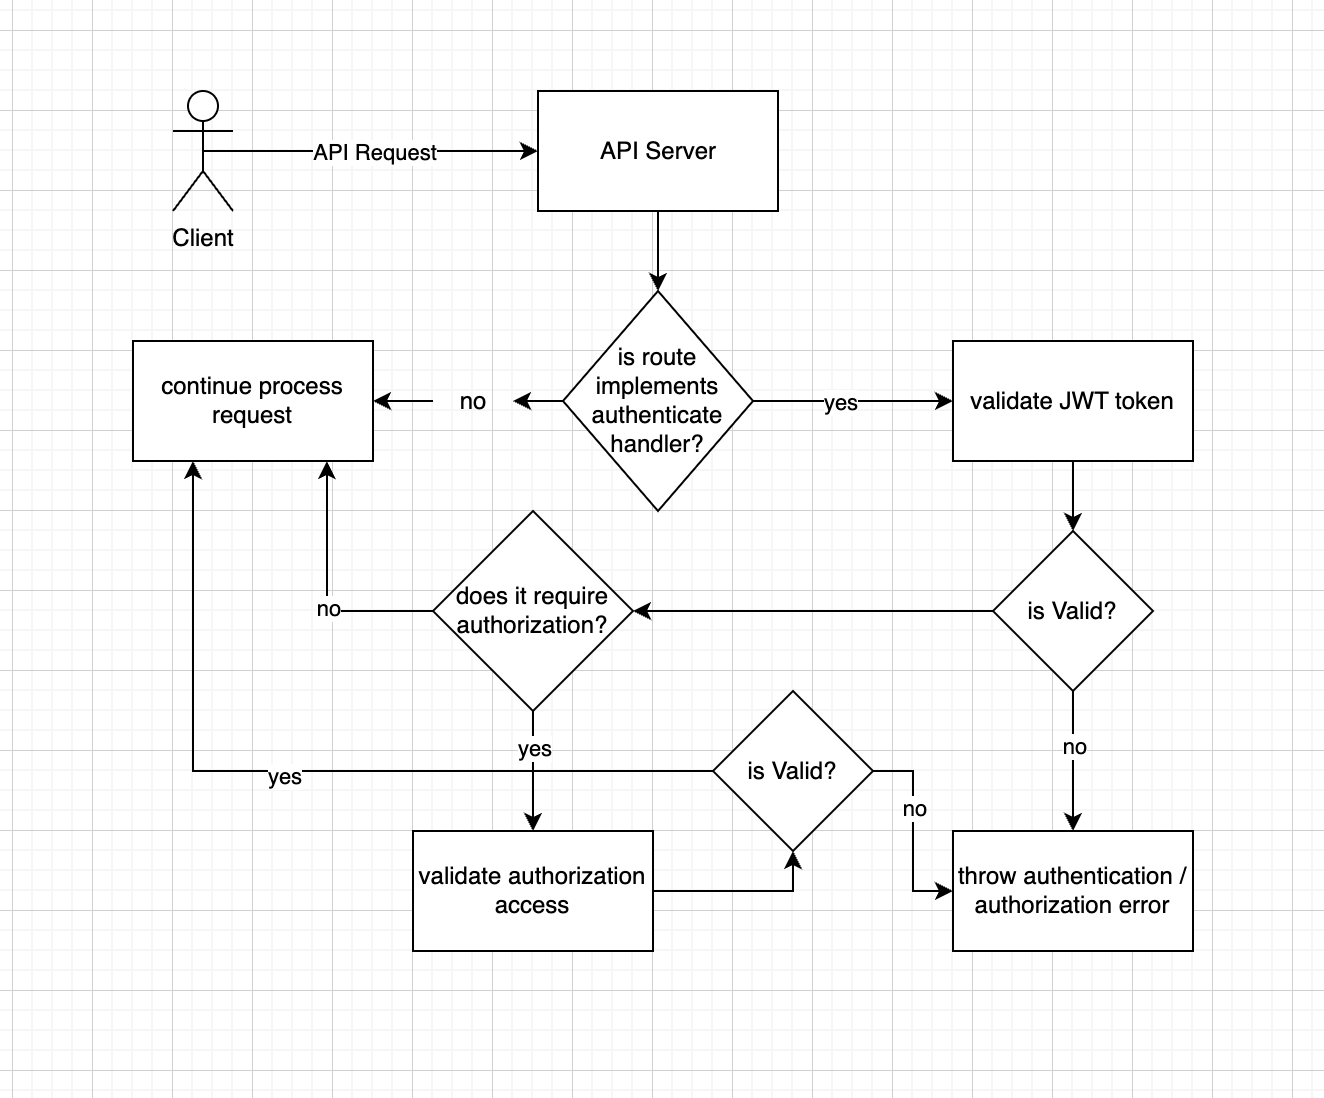 API Request
API Server
Client
is route
implements
authenticate
handler?
continue process
request
no
yes
validate JWT token
does it require
authorization?
no
is Valid?
yes
is Valid?
no
yes
no
validate authorization
access
throw authentication /
authorization error